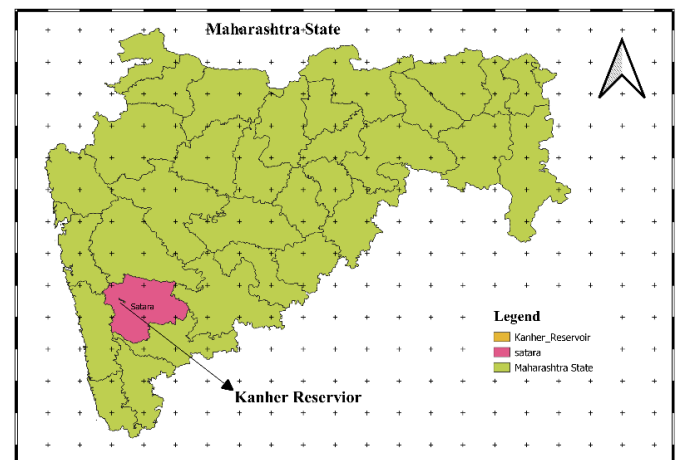 Maharashtra State
Satara
Legend
Kanher_Reservoir
satara
Maharashtra State
Kanher Reservior